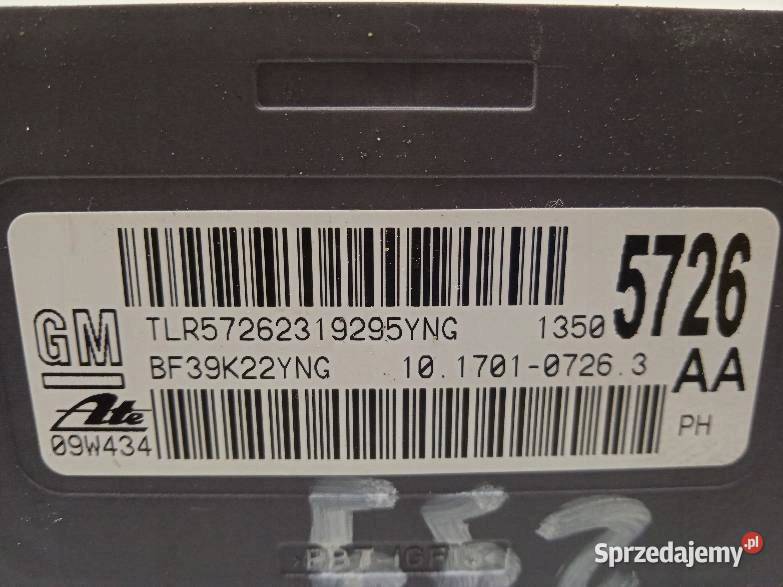 GM
TLR57262319295YNG 1350 5726
BF39K22YNG 10.1701-0726.3 AA
Ate
09W434 PH
Sprzedajemy.pl